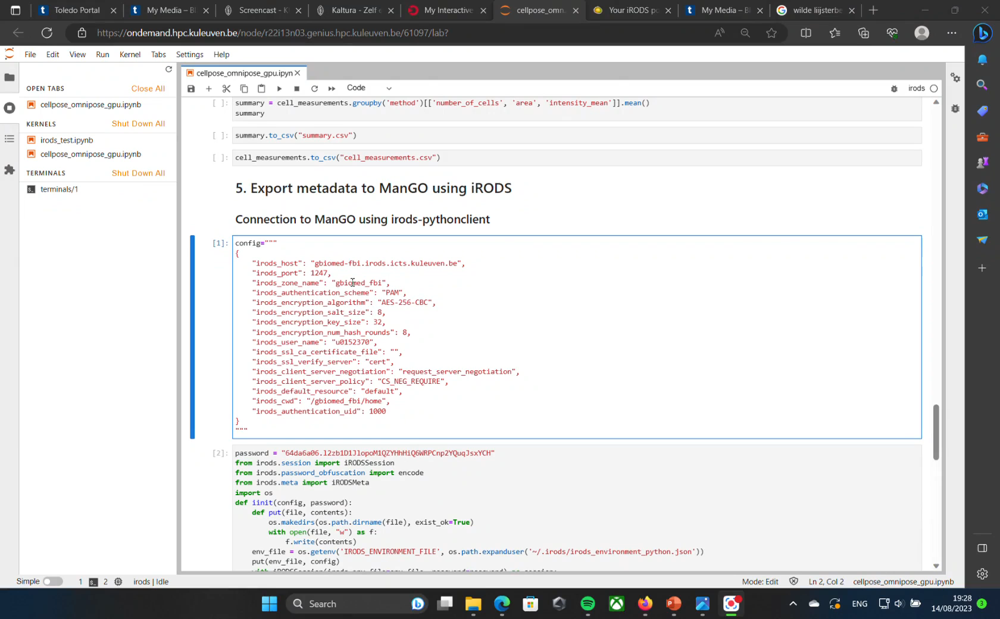 Toledo Portal
My Media – Bl
Screencast - K
Kaltura - Zelf e
My Interactive
cellpose_omn
Your iRODS po
My Media – Bl
wilde liijsterbe
https://ondemand.hpc.kuleuven.be/node/r22i13n03.genius.hpc.kuleuven.be/61097/lab?
File Edit View Run Kernel Tabs Settings Help
OPEN TABS Close All
cellpose_omnipose_gpu.ipynb
KERNELS Shut Down All
irods_test.ipynb
cellpose_omnipose_gpu.ipynb
TERMINALS Shut Down All
terminals/1
cellpose_omnipose_gpu.ipyn
Code
irods
[ ]: summary = cell_measurements.groupby('method')[['number_of_cells', 'area', 'intensity_mean']].mean()
summary
[ ]: summary.to_csv("summary.csv")
[ ]: cell_measurements.to_csv("cell_measurements.csv")
5. Export metadata to ManGO using iRODS
Connection to ManGO using irods-pythonclient
[1]: config="""
{
"irods_host": "gbiomed-fbi.irods.icts.kuleuven.be",
"irods_port": 1247,
"irods_zone_name": "gbiomed_fbi",
"irods_authentication_scheme": "PAM",
"irods_encryption_algorithm": "AES-256-CBC",
"irods_encryption_salt_size": 8,
"irods_encryption_key_size": 32,
"irods_encryption_num_hash_rounds": 8,
"irods_user_name": "u0152370",
"irods_ssl_ca_certificate_file": "",
"irods_ssl_verify_server": "cert",
"irods_client_server_negotiation": "request_server_negotiation",
"irods_client_server_policy": "CS_NEG_REQUIRE",
"irods_default_resource": "default",
"irods_cwd": "/gbiomed_fbi/home",
"irods_authentication_uid": 1000
}
"""
[2]: password = "64da6a06.l2zb1D1JlopoM1QZYHhHiQ6WRPCnp2YQuqJsxYCH"
from irods.session import iRODSSession
from irods.password_obfuscation import encode
from irods.meta import iRODSMeta
import os
def iinit(config, password):
def put(file, contents):
os.makedirs(os.path.dirname(file), exist_ok=True)
with open(file, "w") as f:
f.write(contents)
env_file = os.getenv('IRODS_ENVIRONMENT_FILE', os.path.expanduser('~/.irods/irods_environment_python.json'))
put(env_file, config)
Simple 1 2 irods | Idle
Mode: Edit Ln 2, Col 2 cellpose_omnipose_gpu.ipynb
Search
ENG
19:28
14/08/2023
3